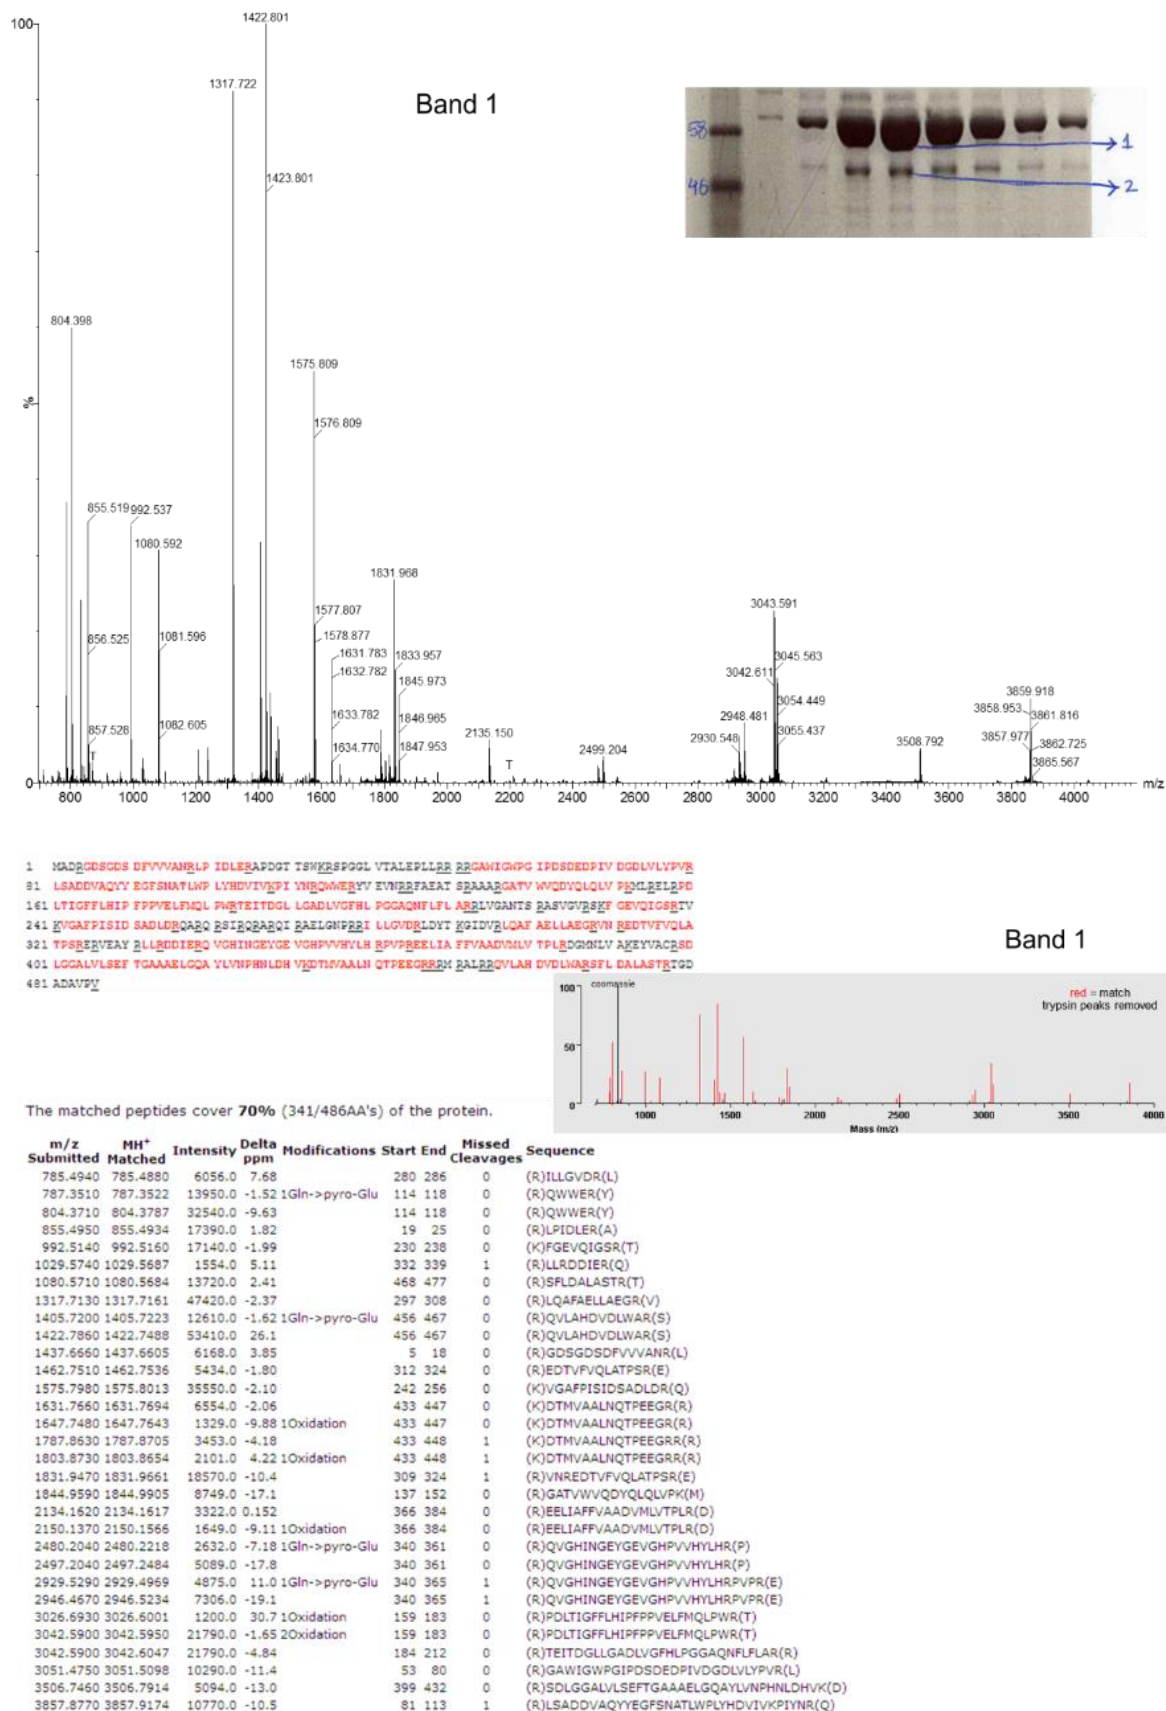 100
%
1422.801
1317.722
Band 1
58
46
1
2
1423.801
804.398
1575.809
1576.809
855.519
992.537
1080.592
1831.968
1577.807
1578.877
3043.591
856.525
1081.596
1631.783
1632.782
1833.957
1845.973
3042.611
3045.563
3054.449
3055.437
3859.918
3858.953
3861.816
3857.977
3862.725
3865.567
857.528
T
1082.605
1633.782
1634.770
1846.965
1847.953
2135.150
T
2499.204
2930.548
2948.481
3508.792
0
800 1000 1200 1400 1600 1800 2000 2200 2400 2600 2800 3000 3200 3400 3600 3800 4000 m/z
1 MADRGDSGDS DFVVVANRLP IDLERAPDGT TSWKRSPGGL VTALEPLLRR RRGAWIGWPG IPDSDEDPIV DGDLVLYPVR
81 LSADDVAQYY EGFSNATLWP LYHDVIVKPI YNRQWWERYV EVNRRFAEAT SRAAARGATV WVQDYQLQLV PKMLRELRPD
161 LTIGFFLHIP FPPVELFMQL PWRTEITDGL LGADLVGFHL PGGAQNFLFL ARRLVGANTS RASVGVRSKF GEVQIGSRTV
241 KVGAFPISID SADLDRQARQ RSIRQRARQI RAELGNPRRI LLGVDRLDYT KGIDVRLQAF AELLAEGRVN REDTVFVQLA
321 TPSRERVEAY RLLRDDIERQ VGHINGEYGE VGHPVVHYLH RPVPREELIA FFVAADVMLV TPLRDGMNLV AKEYVACRSD
401 LGGALVLSEF TGAAAELGQA YLVNPHNLDH VKDTMVAALN QTPEEGRRRM RALRRQVLAH DVDLWARSFL DALASTRTGD
481 ADAVPV
Band 1
100
50
0
coomassie
red = match
trypsin peaks removed
1000 1500 2000 2500 3000 3500 4000
Mass (m/z)
The matched peptides cover 70% (341/486AA's) of the protein.
m/z Submitted MH+ Matched Intensity Delta ppm Modifications Start End Missed Cleavages Sequence
785.4940 785.4880 6056.0 7.68 280 286 0 (R)ILLGVDR(L)
787.3510 787.3522 13950.0 -1.52 1Gln->pyro-Glu 114 118 0 (R)QWWER(Y)
804.3710 804.3787 32540.0 -9.63 114 118 0 (R)QWWER(Y)
855.4950 855.4934 17390.0 1.82 19 25 0 (R)LPIDLER(A)
992.5140 992.5160 17140.0 -1.99 230 238 0 (K)FGEVQIGSR(T)
1029.5740 1029.5687 1554.0 5.11 332 339 1 (R)LLRDDIER(Q)
1080.5710 1080.5684 13720.0 2.41 468 477 0 (R)SFLDALASTR(T)
1317.7130 1317.7161 47420.0 -2.37 297 308 0 (R)LQAFAELLAEGR(V)
1405.7200 1405.7223 12610.0 -1.62 1Gln->pyro-Glu 456 467 0 (R)QVLAHDVDLWAR(S)
1422.7860 1422.7488 53410.0 26.1 456 467 0 (R)QVLAHDVDLWAR(S)
1437.6660 1437.6605 6168.0 3.85 5 18 0 (R)GDSGDSDFVVVANR(L)
1462.7510 1462.7536 5434.0 -1.80 312 324 0 (R)EDTVFVQLATPSR(E)
1575.7980 1575.8013 35550.0 -2.10 242 256 0 (K)VGAFPISIDSADLDR(Q)
1631.7660 1631.7694 6554.0 -2.06 433 447 0 (K)DTMVAALNQTPEEGR(R)
1647.7480 1647.7643 1329.0 -9.88 1Oxidation 433 447 0 (K)DTMVAALNQTPEEGR(R)
1787.8630 1787.8705 3453.0 -4.18 433 448 1 (K)DTMVAALNQTPEEGRR(R)
1803.8730 1803.8654 2101.0 4.22 1Oxidation 433 448 1 (K)DTMVAALNQTPEEGRR(R)
1831.9470 1831.9661 18570.0 -10.4 309 324 1 (R)VNREDTVFVQLATPSR(E)
1844.9590 1844.9905 8749.0 -17.1 137 152 0 (R)GATVWVQDYQLQLVPK(M)
2134.1620 2134.1617 3322.0 0.152 366 384 0 (R)EELIAFFVAADVMLVTPLR(D)
2150.1370 2150.1566 1649.0 -9.11 1Oxidation 366 384 0 (R)EELIAFFVAADVMLVTPLR(D)
2480.2040 2480.2218 2632.0 -7.18 1Gln->pyro-Glu 340 361 0 (R)QVGHINGEYGEVGHPVVHYLHR(P)
2497.2040 2497.2484 5089.0 -17.8 340 361 0 (R)QVGHINGEYGEVGHPVVHYLHR(P)
2929.5290 2929.4969 4875.0 11.0 1Gln->pyro-Glu 340 365 1 (R)QVGHINGEYGEVGHPVVHYLHRPVPR(E)
2946.4670 2946.5234 7306.0 -19.1 340 365 1 (R)QVGHINGEYGEVGHPVVHYLHRPVPR(E)
3026.6930 3026.6001 1200.0 30.7 1Oxidation 159 183 0 (R)PDLTIGFFLHIPFPPVELFMQLPWR(T)
3042.5900 3042.5950 21790.0 -1.65 2Oxidation 159 183 0 (R)PDLTIGFFLHIPFPPVELFMQLPWR(T)
3042.5900 3042.6047 21790.0 -4.84 184 212 0 (R)TEITDGLLGADLVGFHLPGGAQNFLFLAR(R)
3051.4750 3051.5098 10290.0 -11.4 53 80 0 (R)GAWIGWPGIPDSDEDPIVDGDLVLYPVR(L)
3506.7460 3506.7914 5094.0 -13.0 399 432 0 (R)SDLGGALVLSEFTGAAAELGQAYLVNPHNLDHVK(D)
3857.8770 3857.9174 10770.0 -10.5 81 113 1 (R)LSADDVAQYYEGFSNATLWPLYHDVIVKPIYNR(Q)